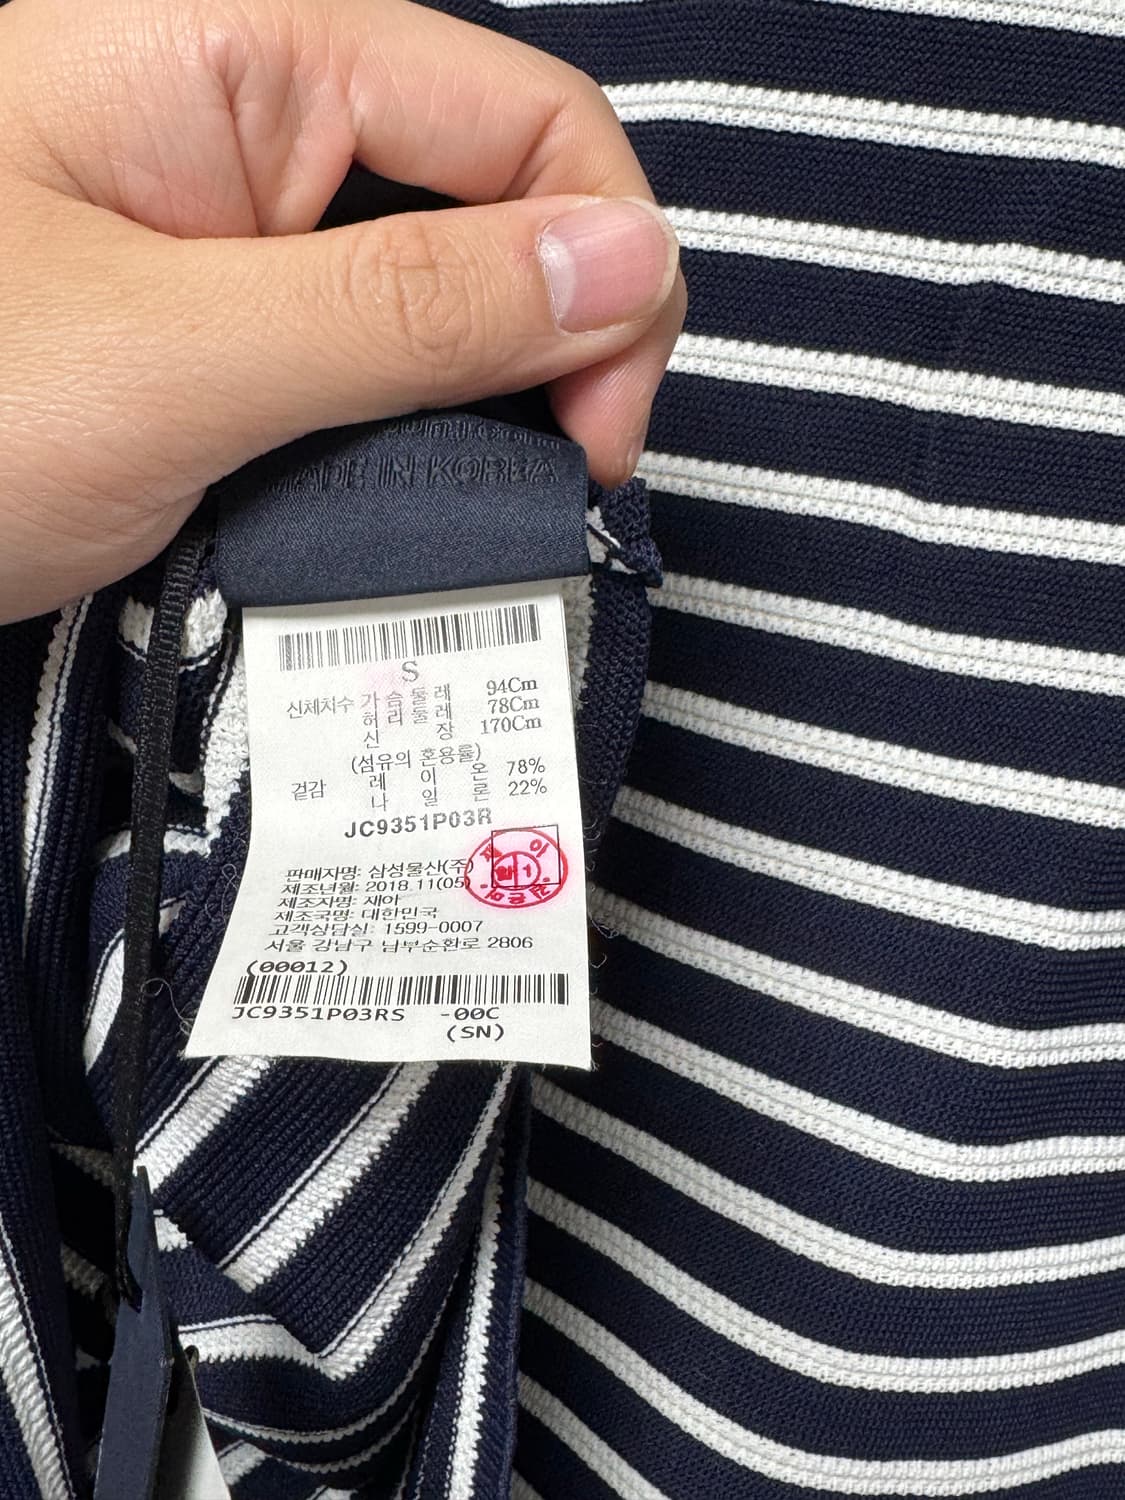 MADE IN KOREA
S
신체치수 가슴둘레 94Cm
허리둘레 78Cm
신장 170Cm
(섬유의 혼용률)
겉감 레이온 78%
나일론 22%
JC9351P03R
판매자명: 삼성물산(주)
제조년월: 2018.11(05)
제조자명: 재아
제조국명: 대한민국
고객상담실: 1599-0007
서울 강남구 남부순환로 2806
(00012)
JC9351P03RS -00C
(SN)